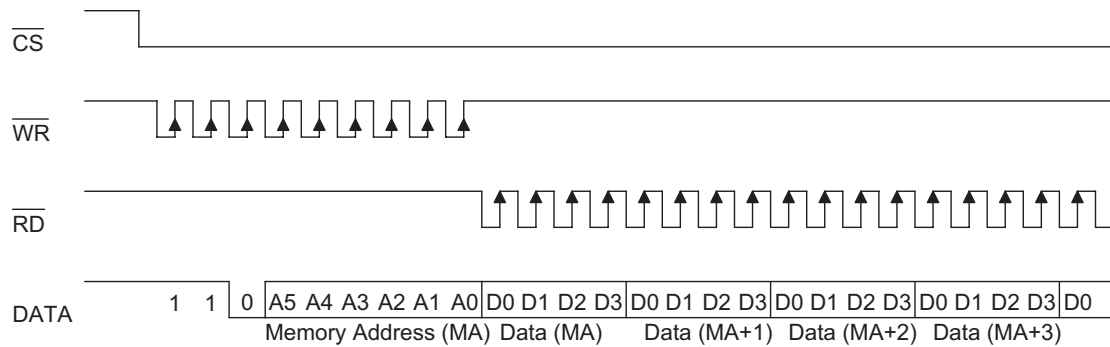 CS
WR
RD
DATA 1 1 0 A5 A4 A3 A2 A1 A0 D0 D1 D2 D3 D0 D1 D2 D3 D0 D1 D2 D3 D0 D1 D2 D3 D0
Memory Address (MA) Data (MA) Data (MA+1) Data (MA+2) Data (MA+3)